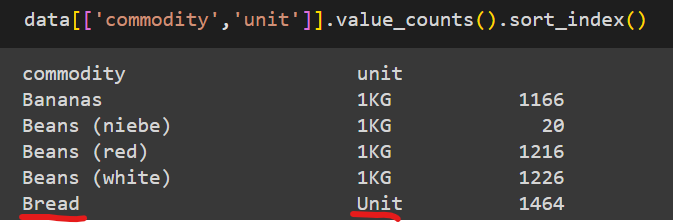 data[['commodity','unit']].value_counts().sort_index()
commodity unit
Bananas 1KG 1166
Beans (niebe) 1KG 20
Beans (red) 1KG 1216
Beans (white) 1KG 1226
Bread Unit 1464